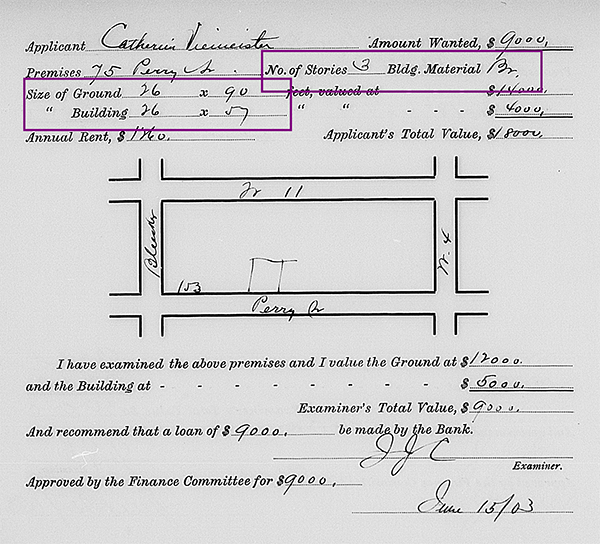 Applicant Catherin Viemeister Amount Wanted, $ 9000,
Premises 75 Perry St. No. of Stories 3 Bldg. Material Br,
Size of Ground 26 x 90 feet, valued at $ 14000,
" Building 26 x 57 " " - - - $ 4000,
Annual Rent, $ 1260. Applicant's Total Value, $ 18000,
W 11
Bleecker
W. 4
153
Perry St
I have examined the above premises and I value the Ground at $ 12000.
and the Building at - - - - - - - $ 5000.
Examiner's Total Value, $ 9000.
And recommend that a loan of $ 9000, be made by the Bank.
J J C
Examiner.
Approved by the Finance Committee for $ 9000.
June 15/03